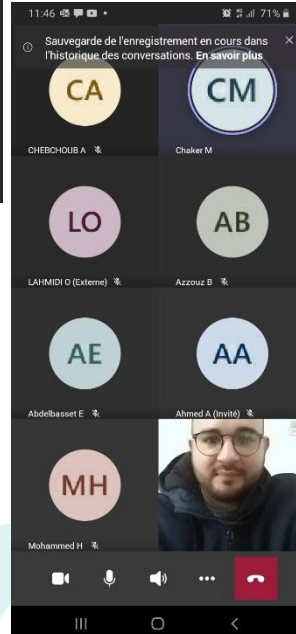 11:46
71%
Sauvegarde de l'enregistrement en cours dans
l'historique des conversations. En savoir plus
CA
CM
CHEBCHOUB A
Chaker M
LO
AB
LAHMIDI O (Externe)
Azzouz B
AE
AA
Abdelbasset E
Ahmed A (Invité)
MH
Mohammed H